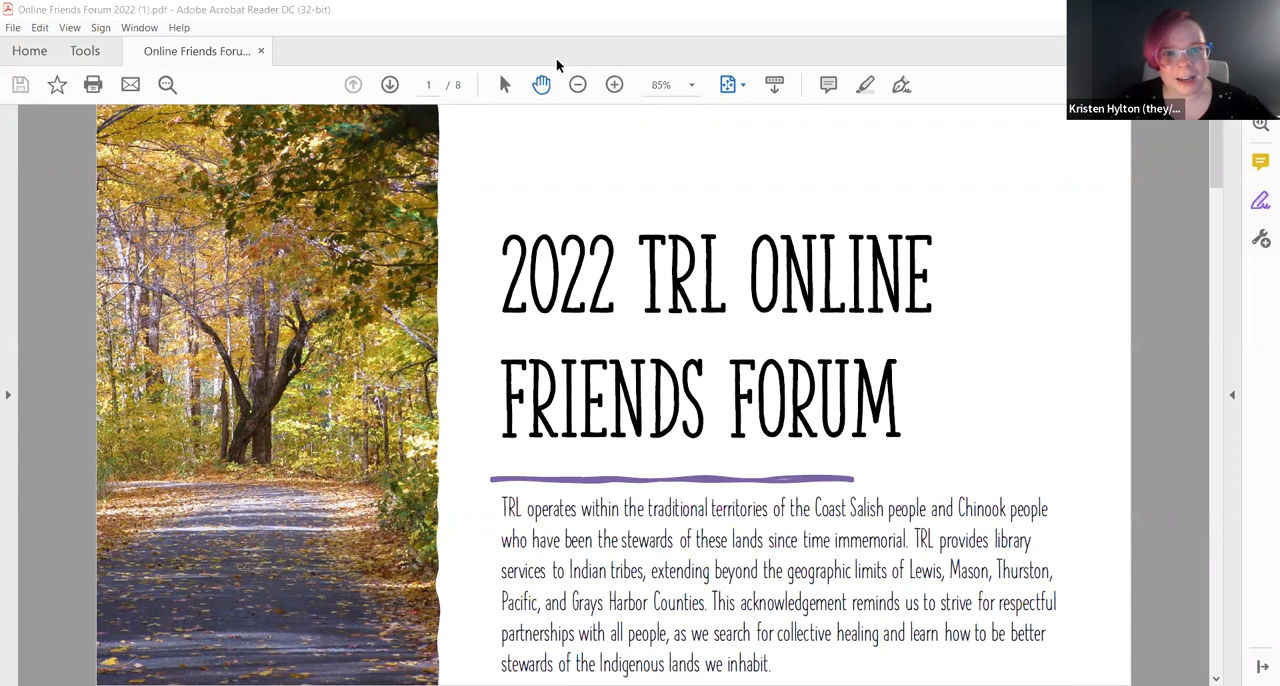 Online Friends Forum 2022 (1).pdf - Adobe Acrobat Reader DC (32-bit)
File Edit View Sign Window Help
Home Tools Online Friends Foru... ×
1 / 8 85%
Kristen Hylton (they/...
2022 TRL ONLINE
FRIENDS FORUM
TRL operates within the traditional territories of the Coast Salish people and Chinook people
who have been the stewards of these lands since time immemorial. TRL provides library
services to Indian tribes, extending beyond the geographic limits of Lewis, Mason, Thurston,
Pacific, and Grays Harbor Counties. This acknowledgement reminds us to strive for respectful
partnerships with all people, as we search for collective healing and learn how to be better
stewards of the Indigenous lands we inhabit.